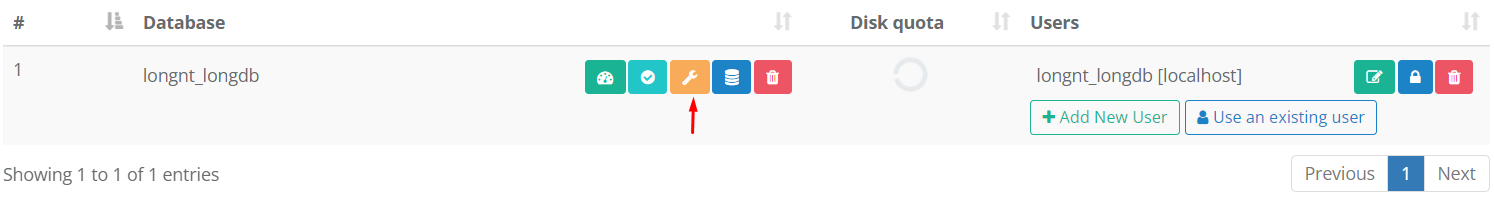 # Database Disk quota Users
1 longnt_longdb longnt_longdb [localhost]
Add New User Use an existing user
Showing 1 to 1 of 1 entries Previous 1 Next